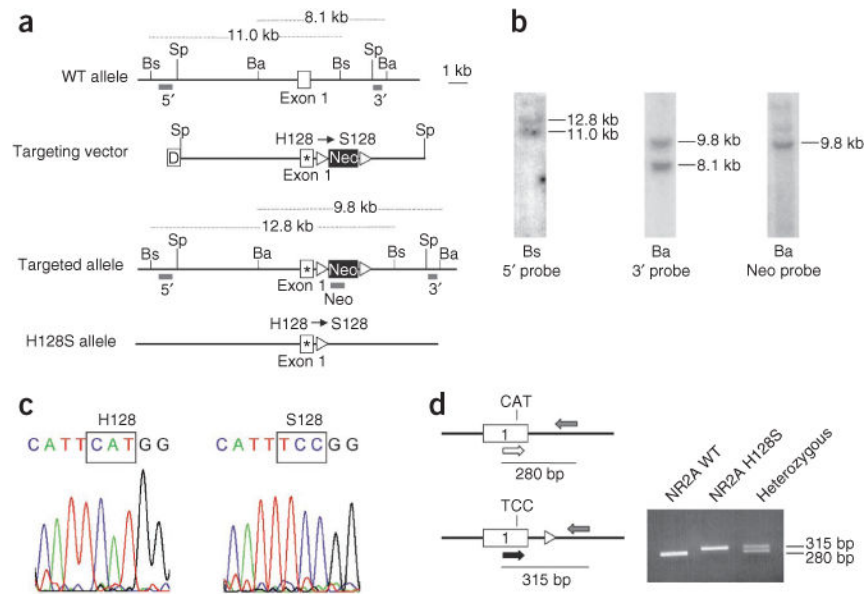 a
8.1 kb
11.0 kb
Bs Sp Ba Bs Sp Ba
WT allele
1 kb
5′ Exon 1 3′
Sp H128 → S128 Sp
Targeting vector
D * Neo
Exon 1
9.8 kb
12.8 kb
Bs Sp Ba Bs Sp Ba
Targeted allele
* Neo
5′ Exon 1 3′
Neo
H128 → S128
H128S allele
*
Exon 1
b
12.8 kb
11.0 kb
Bs
5′ probe
9.8 kb
8.1 kb
Ba
3′ probe
9.8 kb
Ba
Neo probe
c
H128
C A T T C A T G G
S128
C A T T T C C G G
d
CAT
1
280 bp
TCC
1
315 bp
NR2A WT
NR2A H128S
Heterozygous
315 bp
280 bp